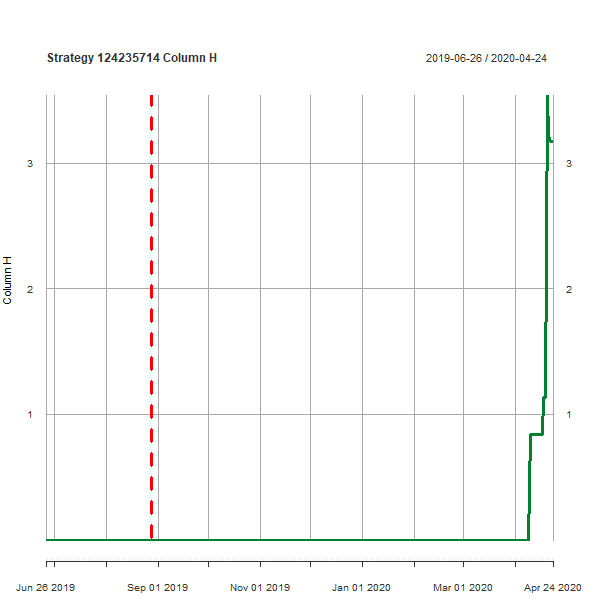 Strategy 124235714 Column H
2019-06-26 / 2020-04-24
3
3
2
2
1
1
Column H
Jun 26 2019
Sep 01 2019
Nov 01 2019
Jan 01 2020
Mar 01 2020
Apr 24 2020